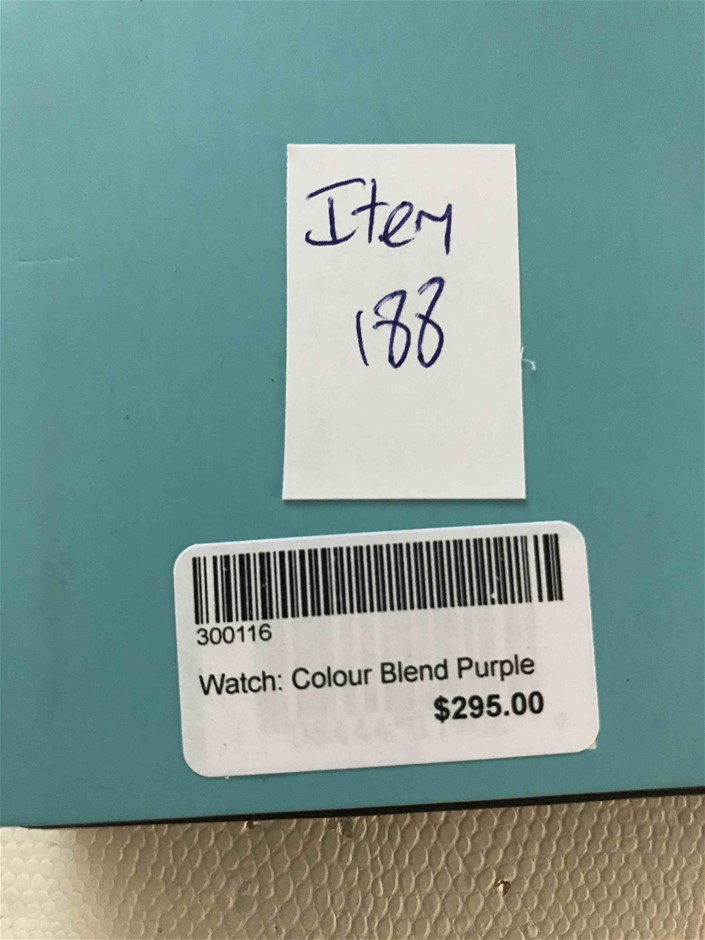 Item
188
300116
Watch: Colour Blend Purple
$295.00